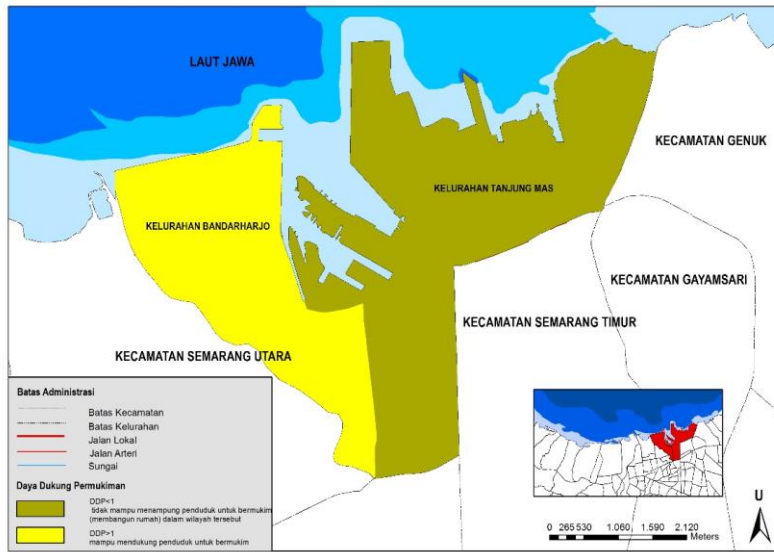 LAUT JAWA
KECAMATAN GENUK
KELURAHAN TANJUNG MAS
KELURAHAN BANDARHARJO
KECAMATAN GAYAMSARI
KECAMATAN SEMARANG TIMUR
KECAMATAN SEMARANG UTARA
Batas Administrasi
Batas Kecamatan
Batas Kelurahan
Jalan Lokal
Jalan Arteri
Sungai
Daya Dukung Permukiman
DDP<1
tidak mampu menampung penduduk untuk bermukim
(membangun rumah) dalam wilayah tersebut
DDP>1
mampu mendukung penduduk untuk bermukim
U
0 265 530 1.060 1.590 2.120
Meters